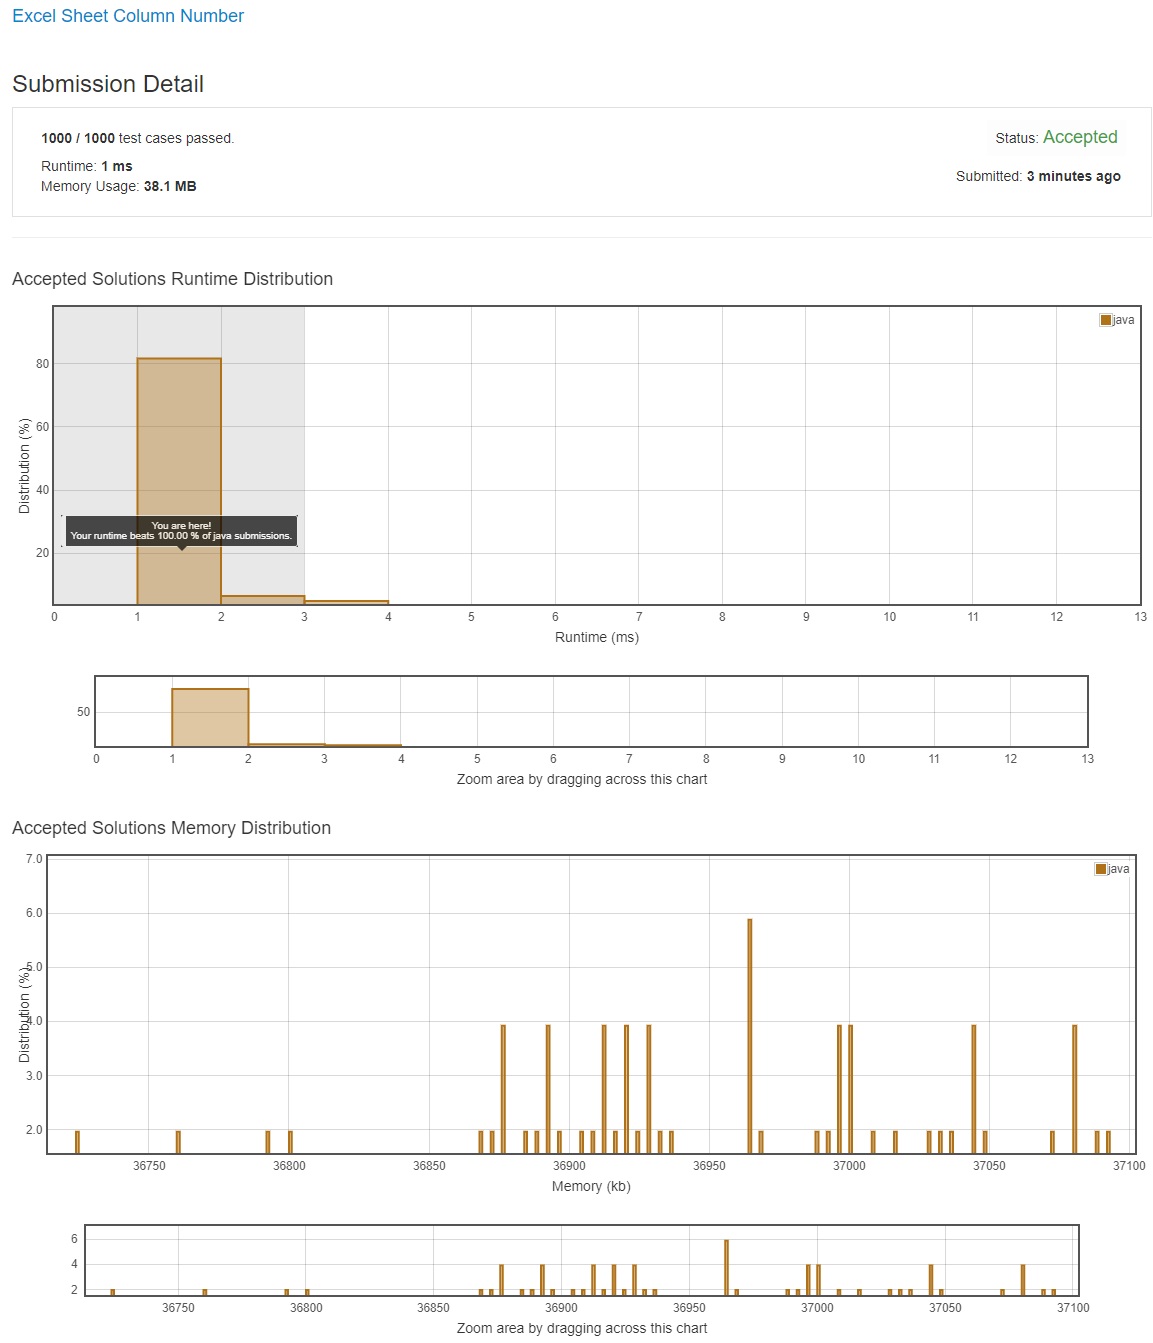 Excel Sheet Column Number
Submission Detail
1000 / 1000 test cases passed.
Status: Accepted
Runtime: 1 ms
Submitted: 3 minutes ago
Memory Usage: 38.1 MB
Accepted Solutions Runtime Distribution
java
80
60
40
20
Distribution (%)
You are here!
Your runtime beats 100.00 % of java submissions.
0 1 2 3 4 5 6 7 8 9 10 11 12 13
Runtime (ms)
50
0 1 2 3 4 5 6 7 8 9 10 11 12 13
Zoom area by dragging across this chart
Accepted Solutions Memory Distribution
java
7.0
6.0
5.0
4.0
3.0
2.0
Distribution (%)
36750 36800 36850 36900 36950 37000 37050 37100
Memory (kb)
6
4
2
36750 36800 36850 36900 36950 37000 37050 37100
Zoom area by dragging across this chart